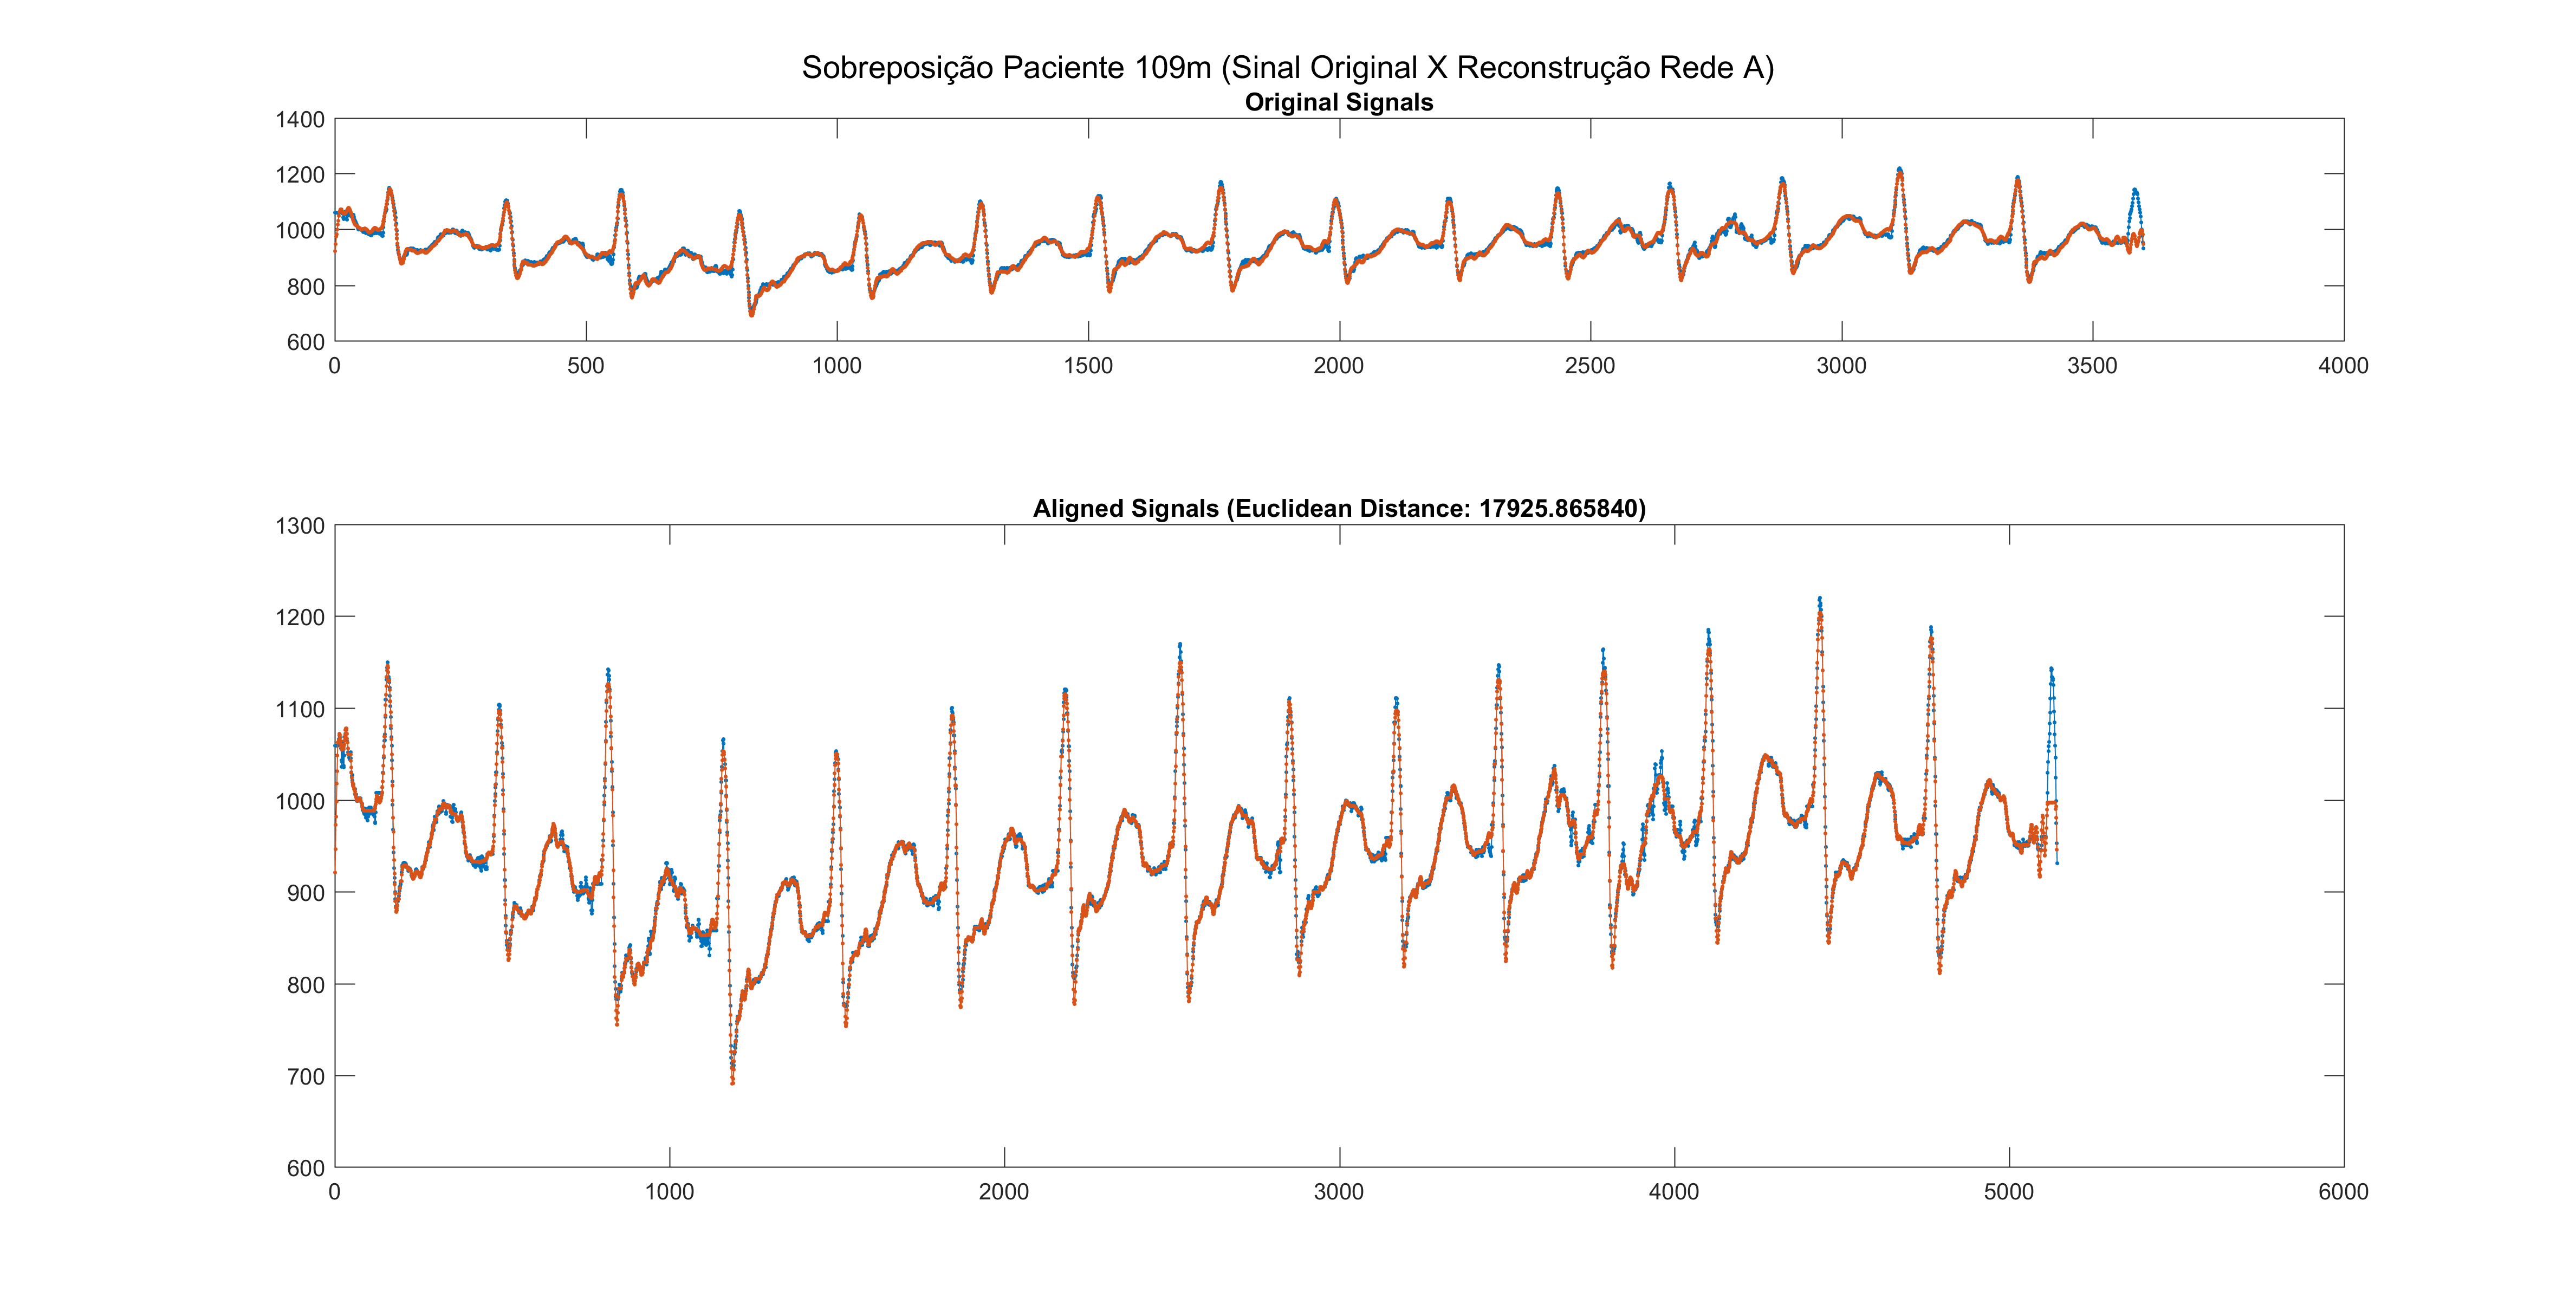 Sobreposição Paciente 109m (Sinal Original X Reconstrução Rede A)
Original Signals
1400
1200
1000
800
600
0 500 1000 1500 2000 2500 3000 3500 4000
Aligned Signals (Euclidean Distance: 17925.865840)
1300
1200
1100
1000
900
800
700
600
0 1000 2000 3000 4000 5000 6000